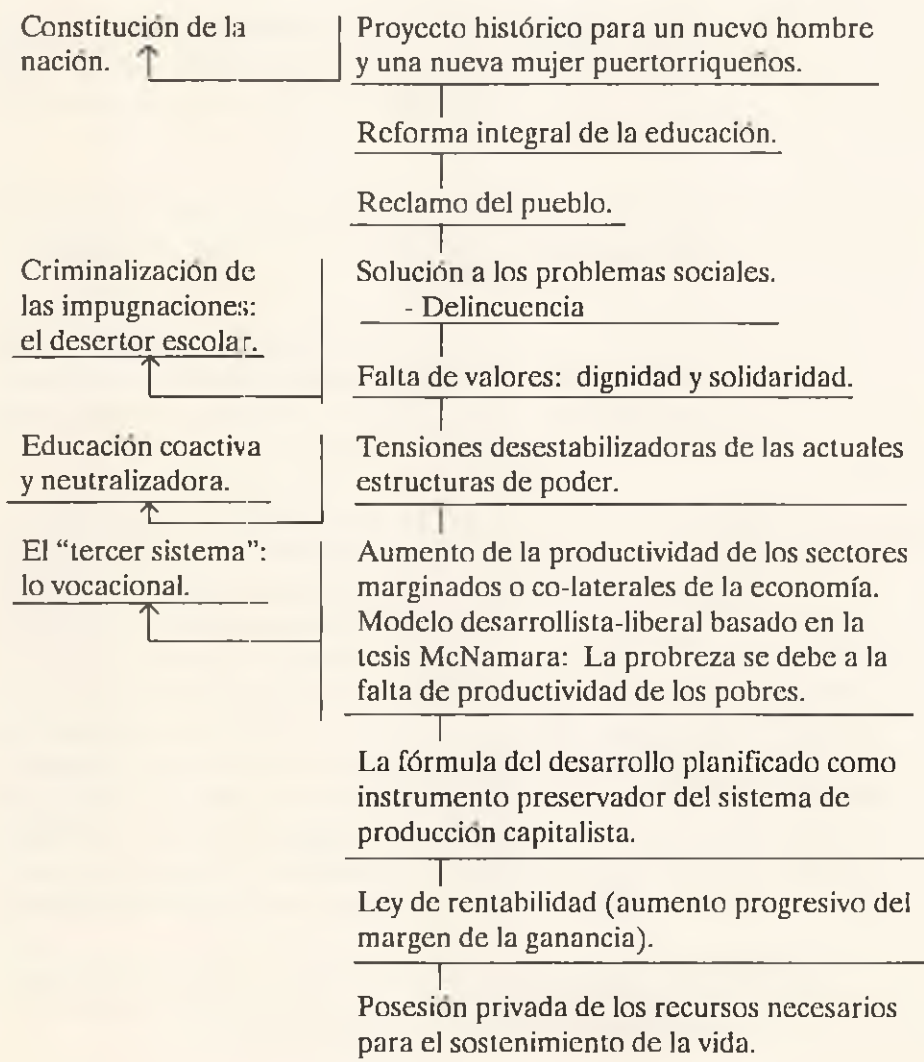 Constitución de la
nación.
Proyecto histórico para un nuevo hombre
y una nueva mujer puertorriqueños.
Reforma integral de la educación.
Reclamo del pueblo.
Criminalización de
las impugnaciones:
el desertor escolar.
Solución a los problemas sociales.
- Delincuencia
Falta de valores: dignidad y solidaridad.
Educación coactiva
y neutralizadora.
Tensiones desestabilizadoras de las actuales
estructuras de poder.
El “tercer sistema”:
lo vocacional.
Aumento de la productividad de los sectores
marginados o co-laterales de la economía.
Modelo desarrollista-liberal basado en la
tesis McNamara: La probreza se debe a la
falta de productividad de los pobres.
La fórmula del desarrollo planificado como
instrumento preservador del sistema de
producción capitalista.
Ley de rentabilidad (aumento progresivo del
margen de la ganancia).
Posesión privada de los recursos necesarios
para el sostenimiento de la vida.